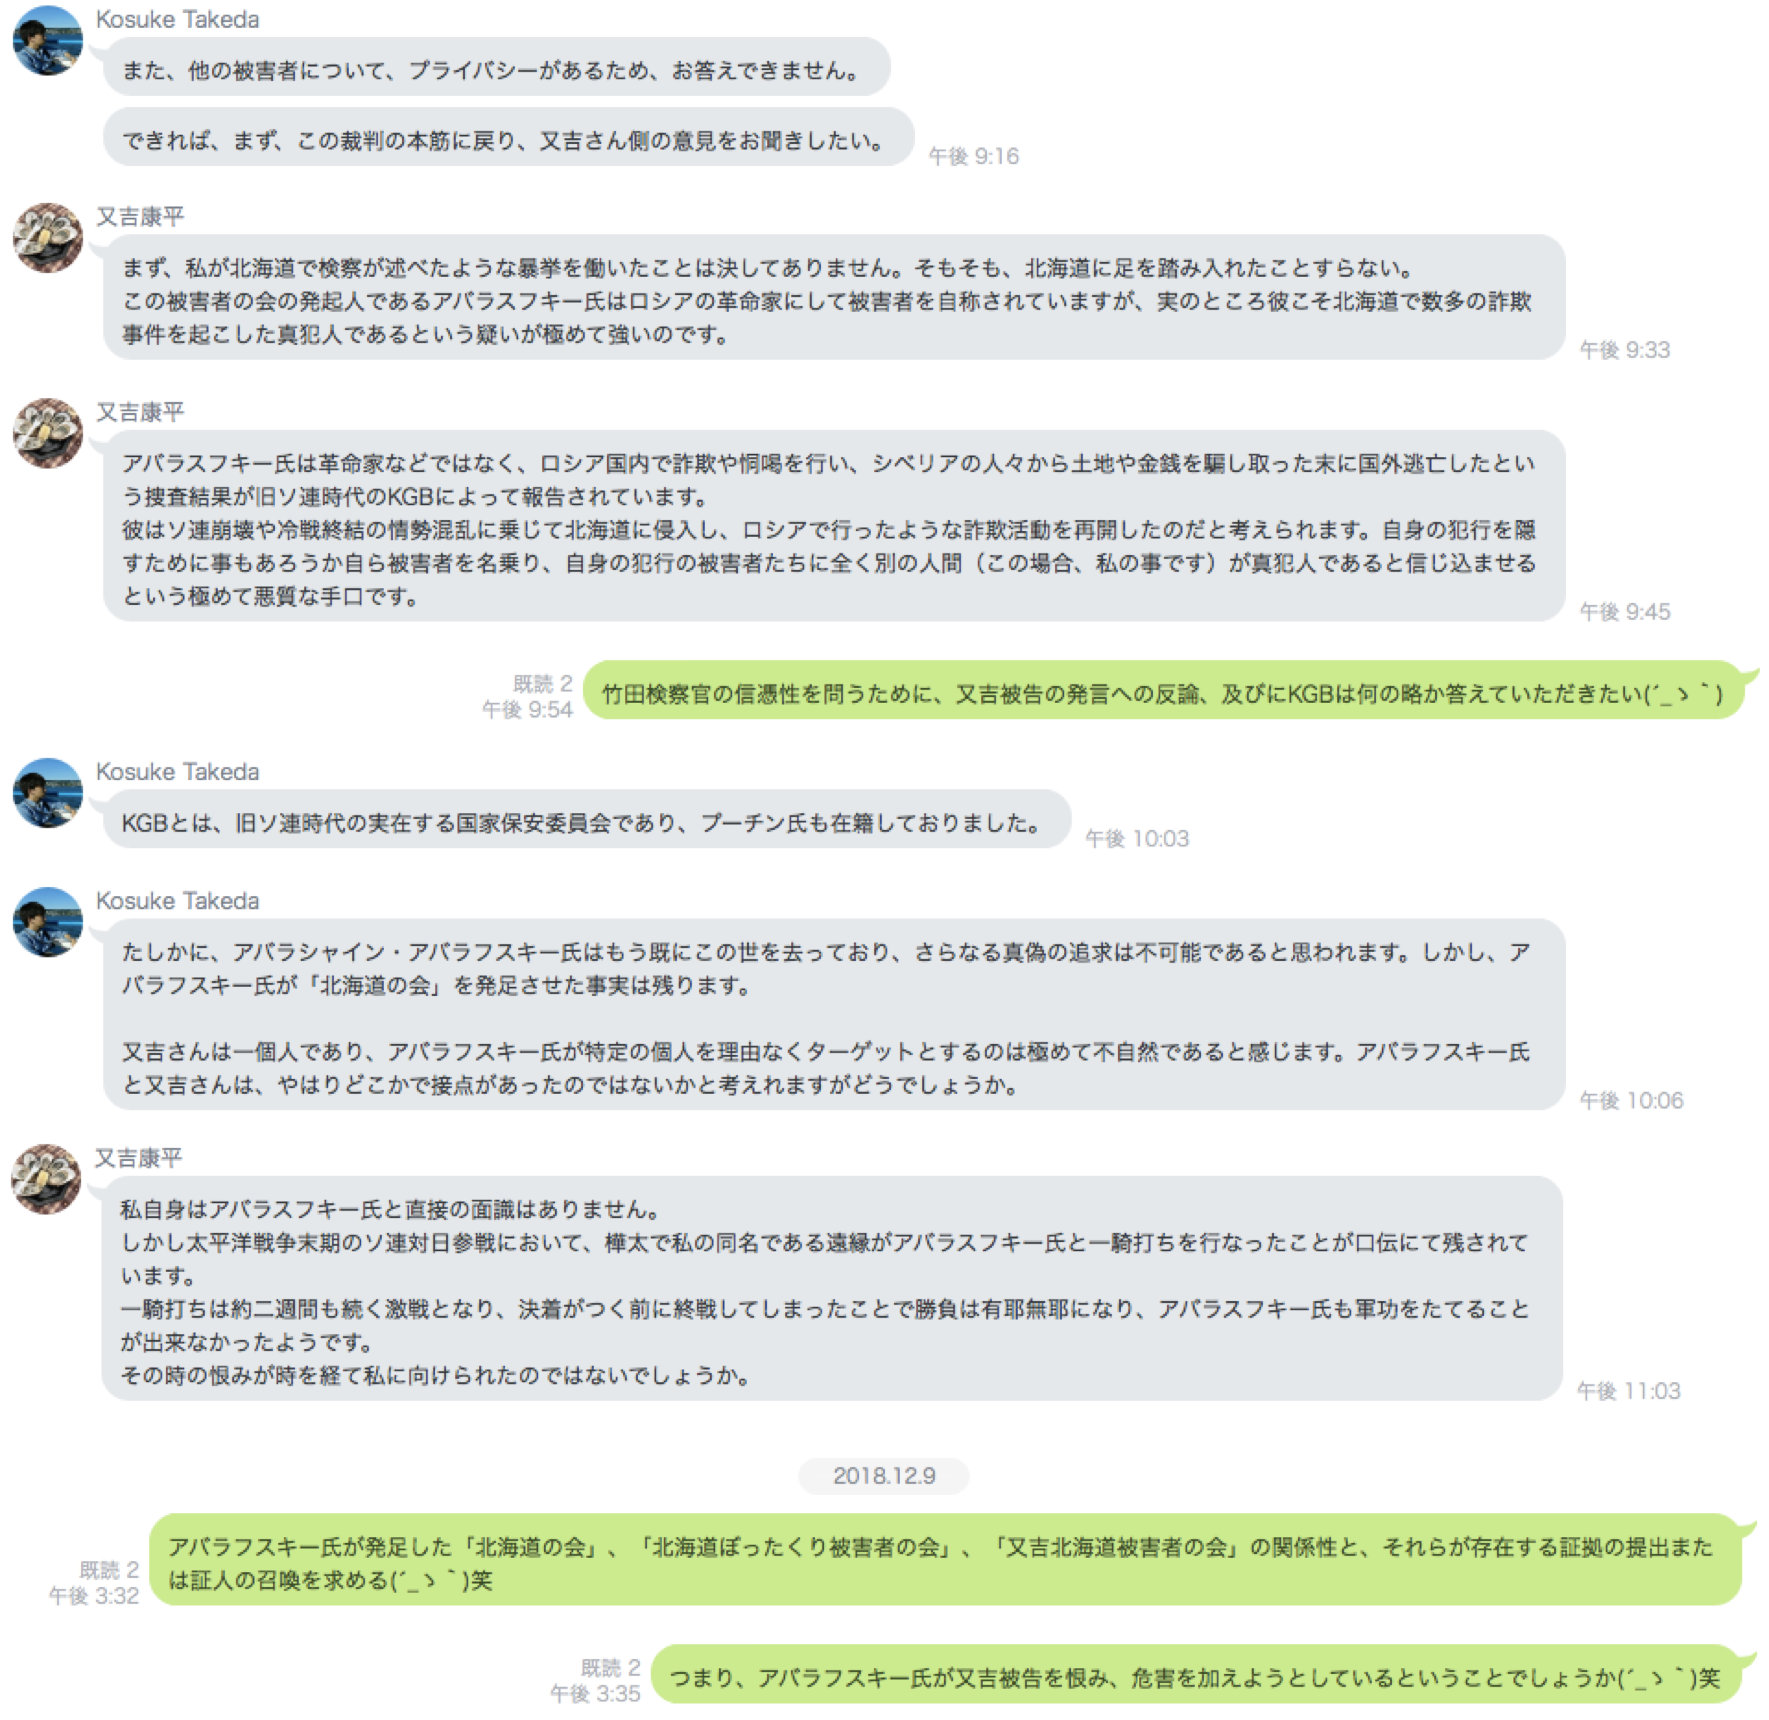 Kosuke Takeda
また、他の被害者について、プライバシーがあるため、お答えできません。
できれば、まず、この裁判の本筋に戻り、又吉さん側の意見をお聞きしたい。
午後 9:16
又吉康平
まず、私が北海道で検察が述べたような暴挙を働いたことは決してありません。そもそも、北海道に足を踏み入れたことすらない。
この被害者の会の発起人であるアバラスフキー氏はロシアの革命家にして被害者を自称されていますが、実のところ彼こそ北海道で数多の詐欺
事件を起こした真犯人であるという疑いが極めて強いのです。
午後 9:33
又吉康平
アバラスフキー氏は革命家などではなく、ロシア国内で詐欺や恫喝を行い、シベリアの人々から土地や金銭を騙し取った末に国外逃亡したとい
う捜査結果が旧ソ連時代のKGBによって報告されています。
彼はソ連崩壊や冷戦終結の情勢混乱に乗じて北海道に侵入し、ロシアで行ったような詐欺活動を再開したのだと考えられます。自身の犯行を隠
すために事もあろうか自ら被害者を名乗り、自身の犯行の被害者たちに全く別の人間（この場合、私の事です）が真犯人であると信じ込ませる
という極めて悪質な手口です。
午後 9:45
既読 2
午後 9:54
竹田検察官の信憑性を問うために、又吉被告の発言への反論、及びにKGBは何の略か答えていただきたい(´_ゝ｀)
Kosuke Takeda
KGBとは、旧ソ連時代の実在する国家保安委員会であり、プーチン氏も在籍しておりました。
午後 10:03
Kosuke Takeda
たしかに、アバラシャイン・アバラフスキー氏はもう既にこの世を去っており、さらなる真偽の追求は不可能であると思われます。しかし、ア
バラフスキー氏が「北海道の会」を発足させた事実は残ります。
又吉さんは一個人であり、アバラフスキー氏が特定の個人を理由なくターゲットとするのは極めて不自然であると感じます。アバラフスキー氏
と又吉さんは、やはりどこかで接点があったのではないかと考えれますがどうでしょうか。
午後 10:06
又吉康平
私自身はアバラスフキー氏と直接の面識はありません。
しかし太平洋戦争末期のソ連対日参戦において、樺太で私の同名である遠縁がアバラスフキー氏と一騎打ちを行なったことが口伝にて残されて
います。
一騎打ちは約二週間も続く激戦となり、決着がつく前に終戦してしまったことで勝負は有耶無耶になり、アバラスフキー氏も軍功をたてること
が出来なかったようです。
その時の恨みが時を経て私に向けられたのではないでしょうか。
午後 11:03
2018.12.9
アバラフスキー氏が発足した「北海道の会」、「北海道ぼったくり被害者の会」、「又吉北海道被害者の会」の関係性と、それらが存在する証拠の提出また
は証人の召喚を求める(´_ゝ｀)笑
既読 2
午後 3:32
既読 2
午後 3:35
つまり、アバラフスキー氏が又吉被告を恨み、危害を加えようとしているということでしょうか(´_ゝ｀)笑